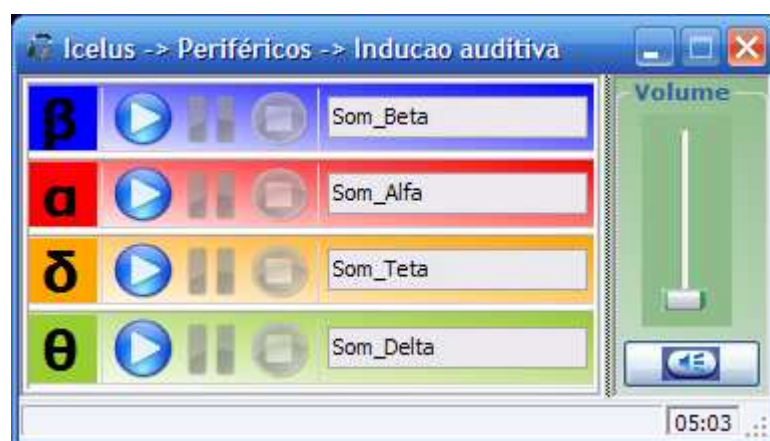 Icelus -> Periféricos -> Inducao auditiva
Volume
β Som_Beta
α Som_Alfa
δ Som_Teta
θ Som_Delta
05:03